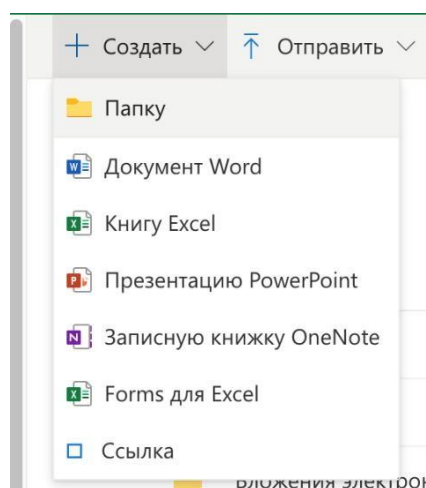 Создать Отправить
Папку
Документ Word
Книгу Excel
Презентацию PowerPoint
Записную книжку OneNote
Forms для Excel
Ссылка